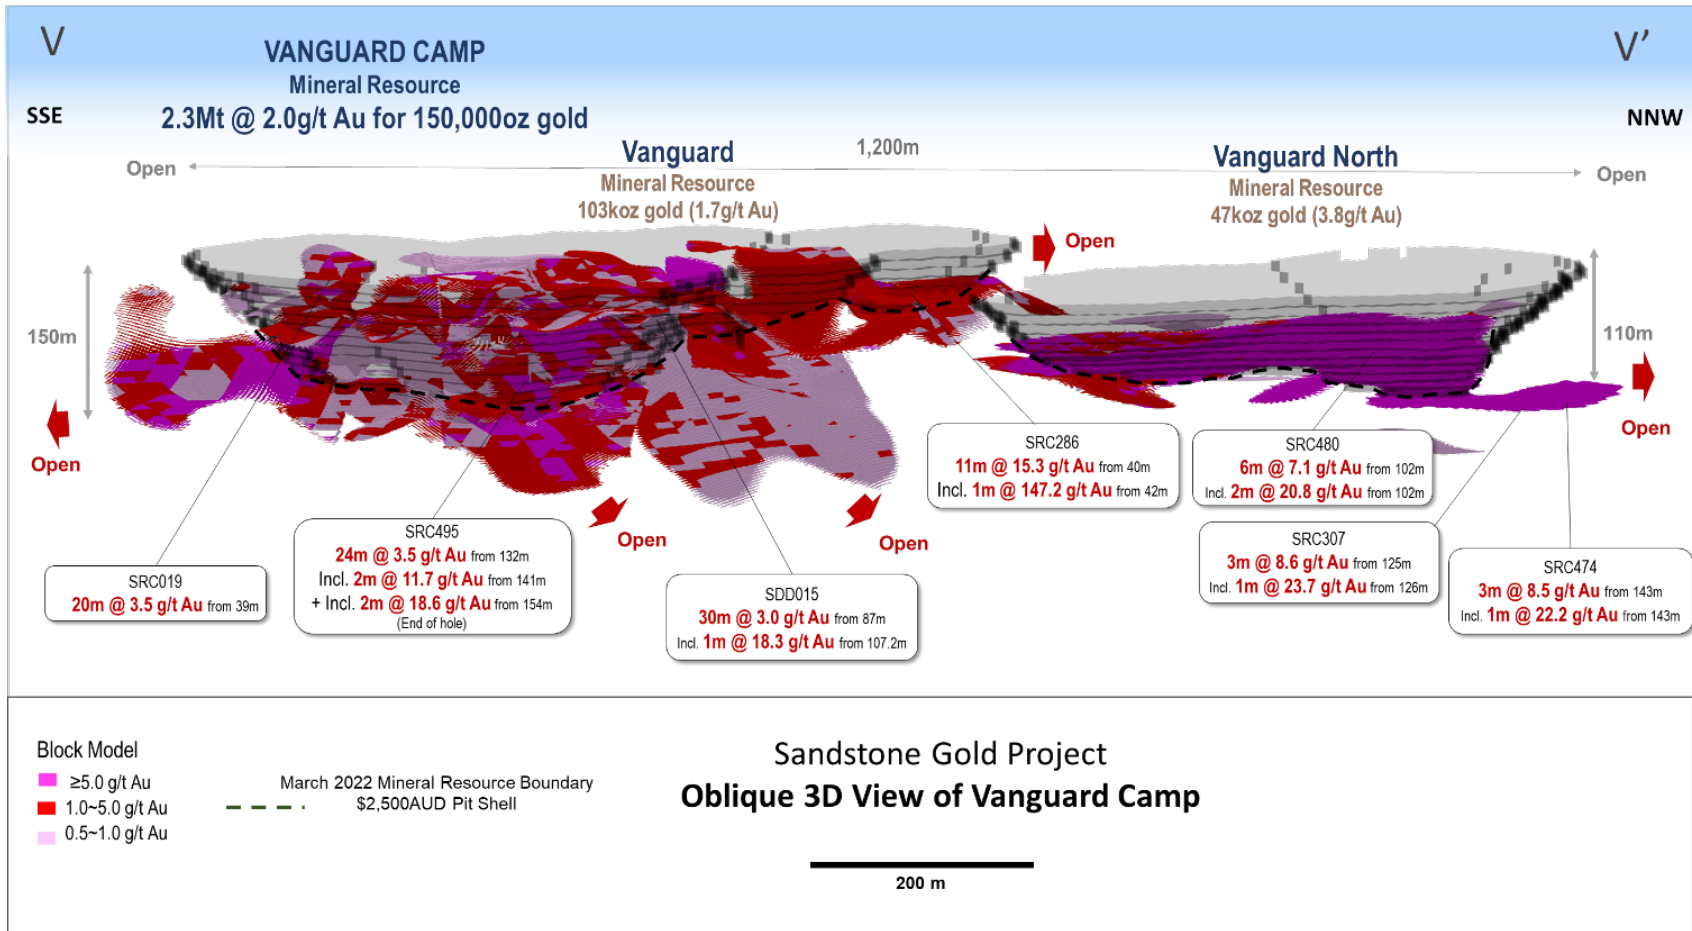 V
V’
VANGUARD CAMP
Mineral Resource
2.3Mt @ 2.0g/t Au for 150,000oz gold
SSE
NNW
Open
1,200m
Open
Vanguard
Mineral Resource
103koz gold (1.7g/t Au)
Vanguard North
Mineral Resource
47koz gold (3.8g/t Au)
Open
150m
110m
Open
Open
Open
Open
SRC019
20m @ 3.5 g/t Au from 39m
SRC495
24m @ 3.5 g/t Au from 132m
Incl. 2m @ 11.7 g/t Au from 141m
+ Incl. 2m @ 18.6 g/t Au from 154m
(End of hole)
SDD015
30m @ 3.0 g/t Au from 87m
Incl. 1m @ 18.3 g/t Au from 107.2m
SRC286
11m @ 15.3 g/t Au from 40m
Incl. 1m @ 147.2 g/t Au from 42m
SRC480
6m @ 7.1 g/t Au from 102m
Incl. 2m @ 20.8 g/t Au from 102m
SRC307
3m @ 8.6 g/t Au from 125m
Incl. 1m @ 23.7 g/t Au from 126m
SRC474
3m @ 8.5 g/t Au from 143m
Incl. 1m @ 22.2 g/t Au from 143m
Block Model
≥5.0 g/t Au
1.0~5.0 g/t Au
0.5~1.0 g/t Au
March 2022 Mineral Resource Boundary
$2,500AUD Pit Shell
Sandstone Gold Project
Oblique 3D View of Vanguard Camp
200 m